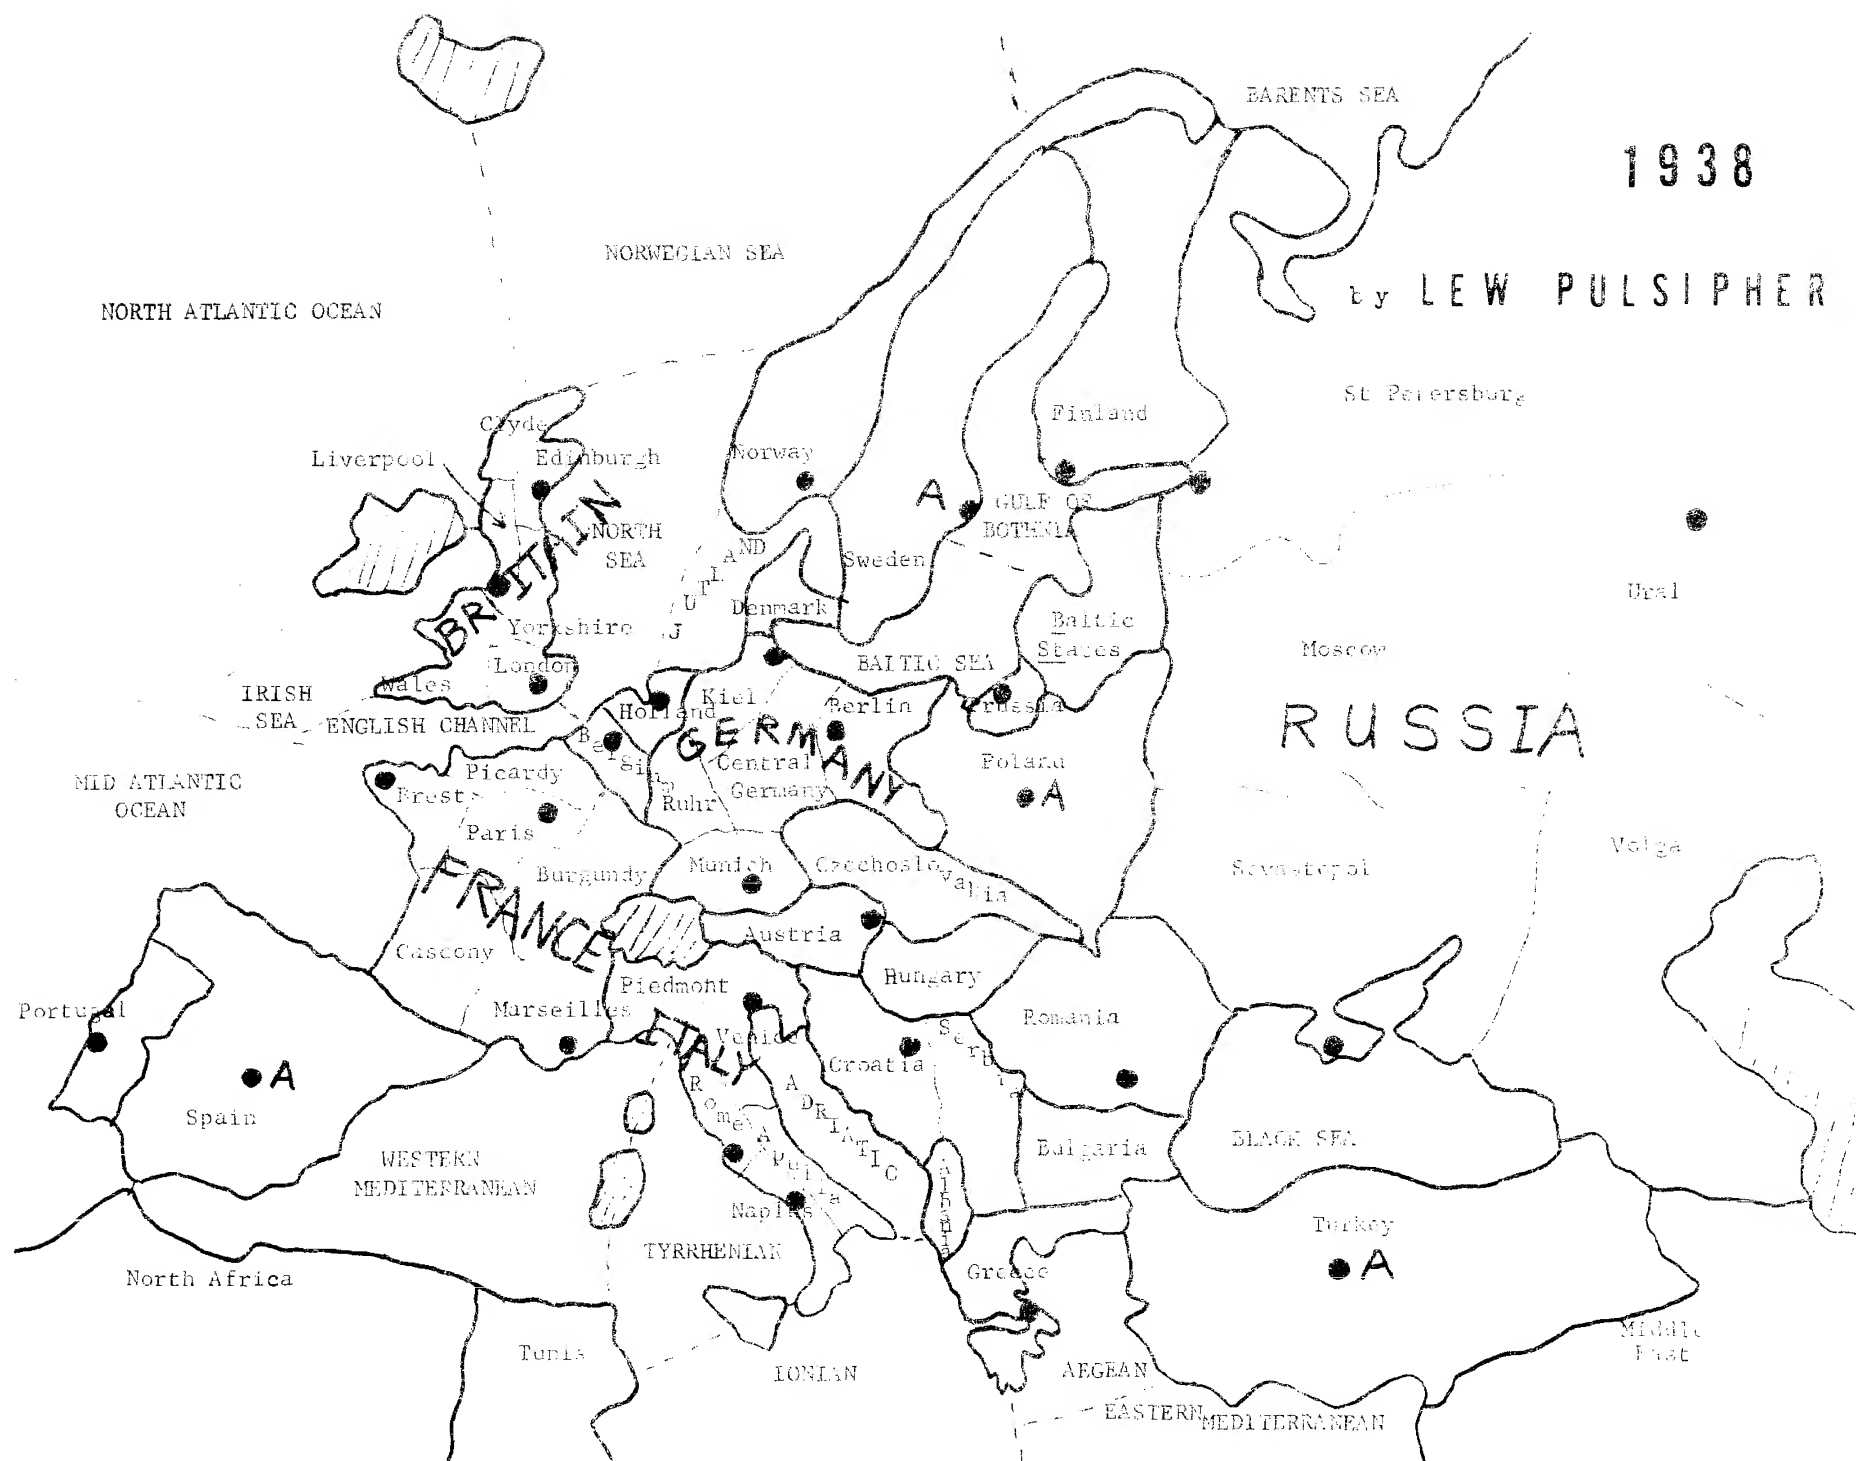 BARENTS SEA
1938
NORWEGIAN SEA
by LEW PULSIPHER
NORTH ATLANTIC OCEAN
St Petersburg
Finland
Clyde
Norway
Liverpool
Edinburgh
A
GULF OF
BOTHNIA
NORTH
SEA
JUTLAND
Sweden
BRITAIN
Denmark
Ural
Yorkshire
Baltic
States
Moscow
London
BALTIC SEA
Wales
IRISH
SEA
Kiel
Berlin
Prussia
Holland
ENGLISH CHANNEL
RUSSIA
Belgium
GERMANY
Picardy
Central
Germany
Poland
A
MID ATLANTIC
OCEAN
Brest
Ruhr
Paris
Volga
Munich
Czechoslovakia
Sevastopol
Burgundy
FRANCE
Austria
Gascony
Hungary
Piedmont
Portugal
Marseilles
Romania
ITALY
Venice
Serbia
Croatia
A
Spain
Rome
ADRIATIC
Apulia
BLACK SEA
Bulgaria
WESTERN
MEDITERRANEAN
Albania
Naples
Turkey
A
TYRRHENIAN
North Africa
Greece
Middle
East
Tunis
IONIAN
AEGEAN
EASTERN MEDITERRANEAN